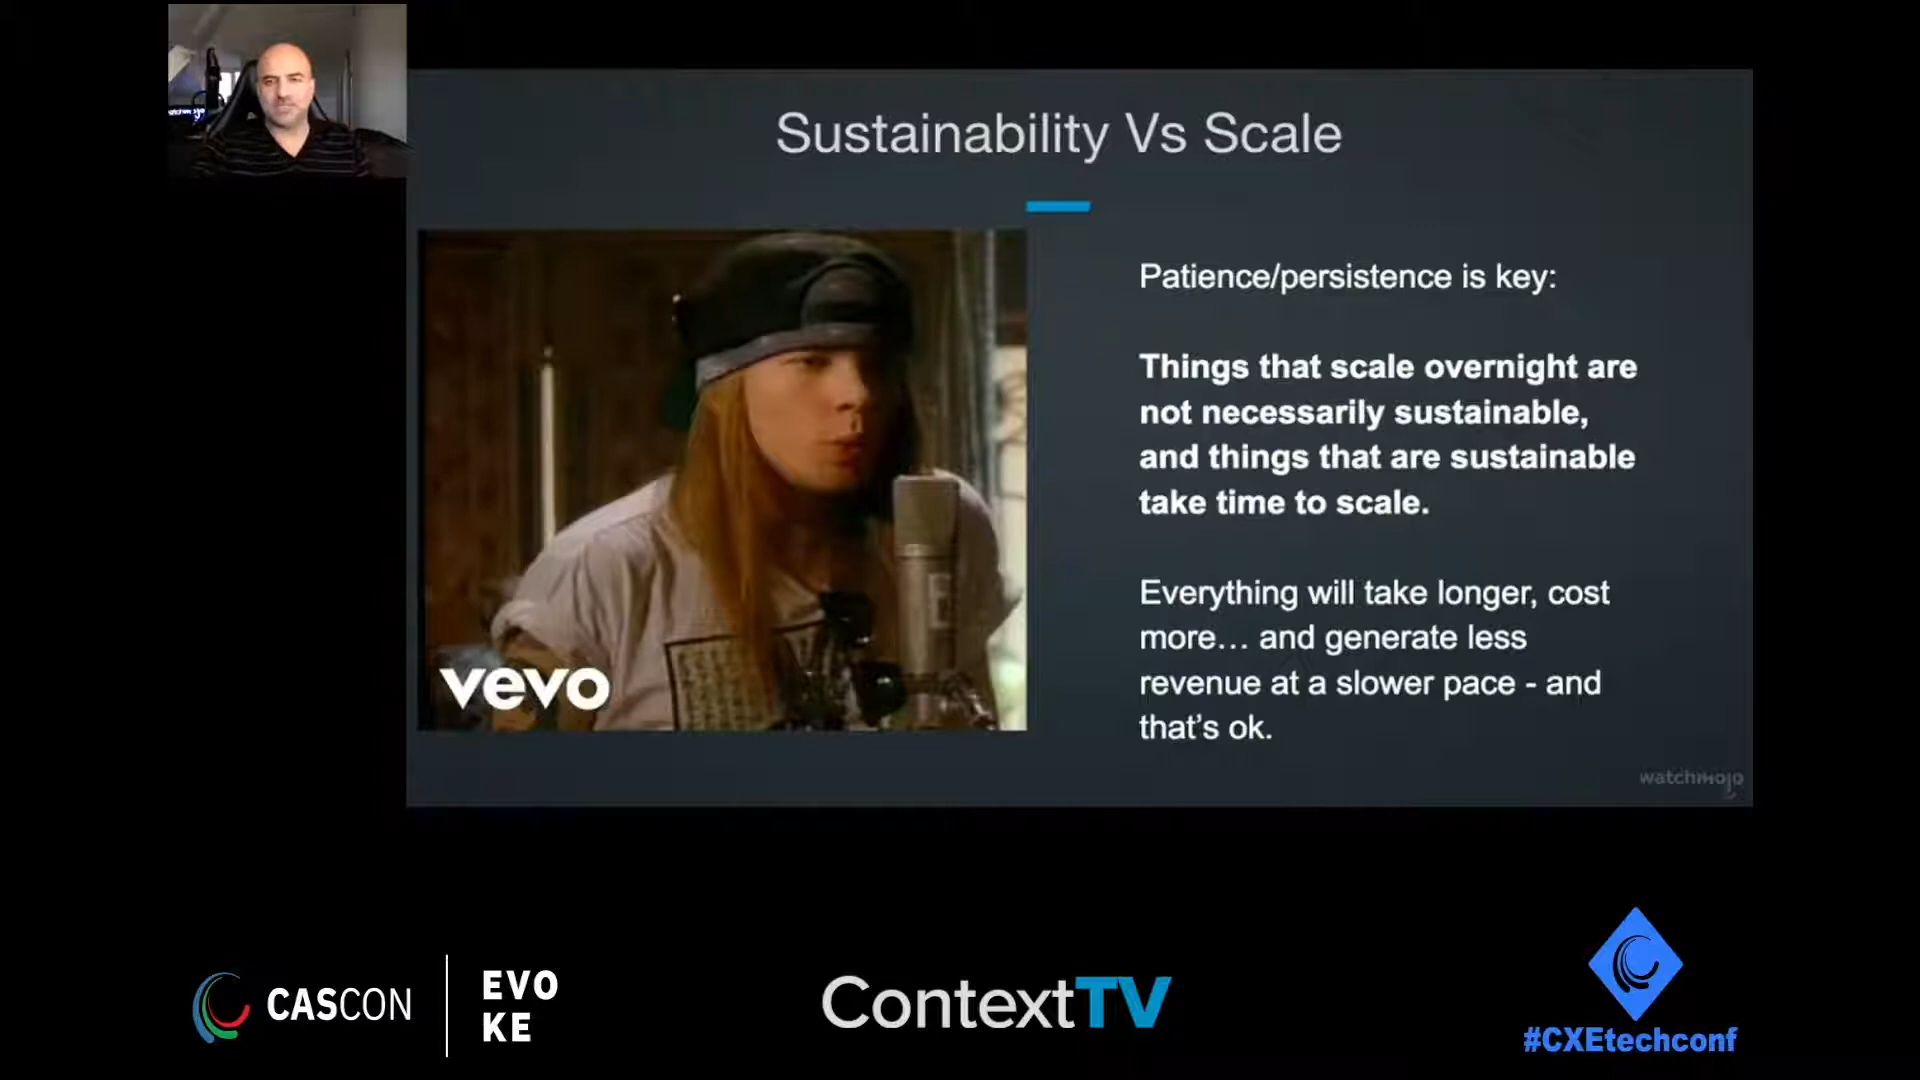 Sustainability Vs Scale
Patience/persistence is key:
Things that scale overnight are
not necessarily sustainable,
and things that are sustainable
take time to scale.
Everything will take longer, cost
more... and generate less
revenue at a slower pace - and
that's ok.
vevo
watchmojo
CASCON
EVO
KE
ContextTV
#CXEtechconf